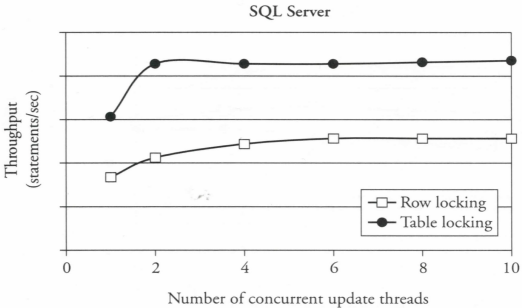 SQL Server
Throughput
(statements/sec)
Row locking
Table locking
0 2 4 6 8 10
Number of concurrent update threads